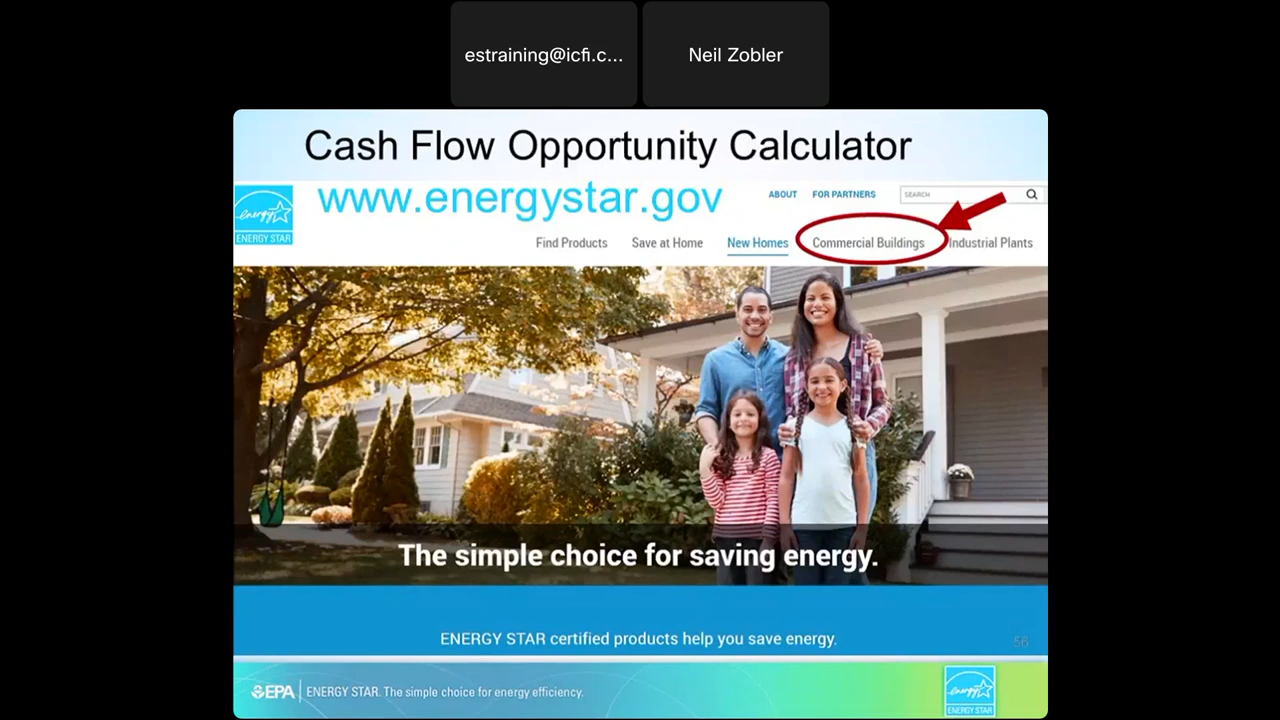 estraining@icfi.c...
Neil Zobler
Cash Flow Opportunity Calculator
www.energystar.gov
ABOUT FOR PARTNERS SEARCH
energy
ENERGY STAR
Find Products Save at Home New Homes Commercial Buildings Industrial Plants
The simple choice for saving energy.
ENERGY STAR certified products help you save energy.
56
EPA ENERGY STAR. The simple choice for energy efficiency.
energy
ENERGY STAR